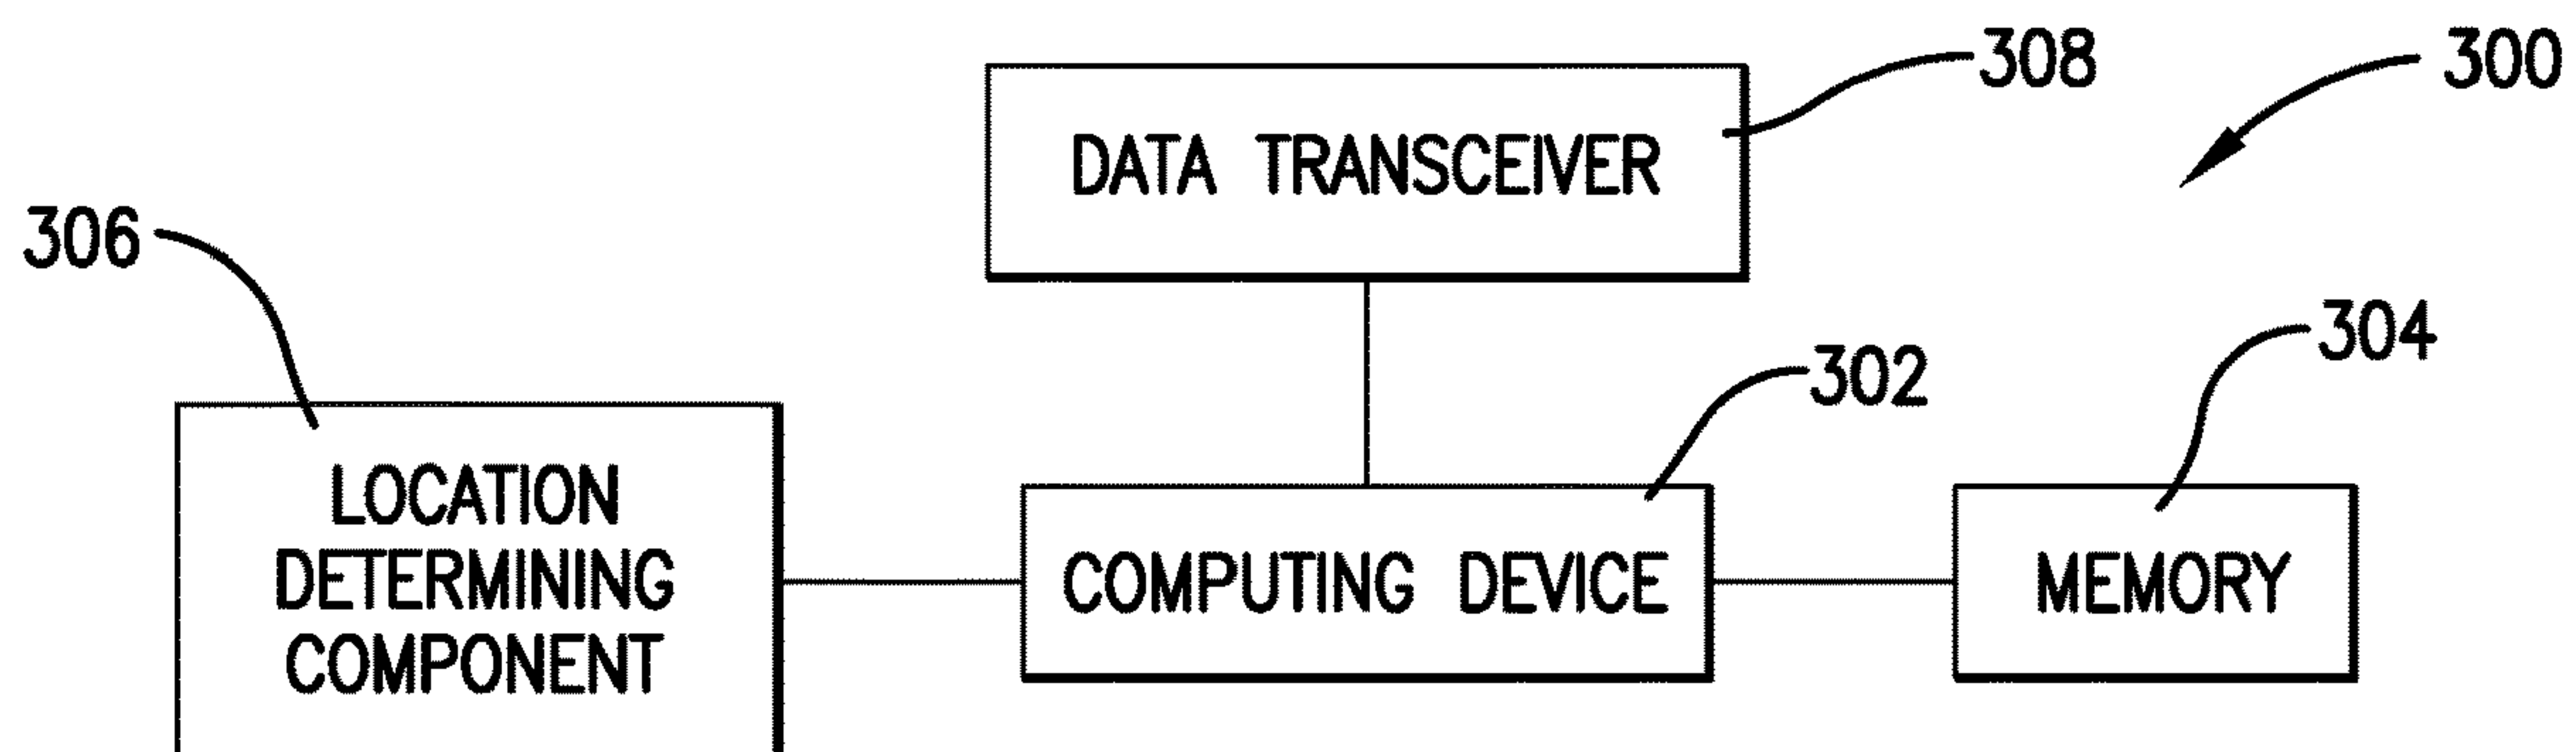 308
300
DATA TRANSCEIVER
306
304
302
LOCATION
DETERMINING
COMPONENT
COMPUTING DEVICE
MEMORY